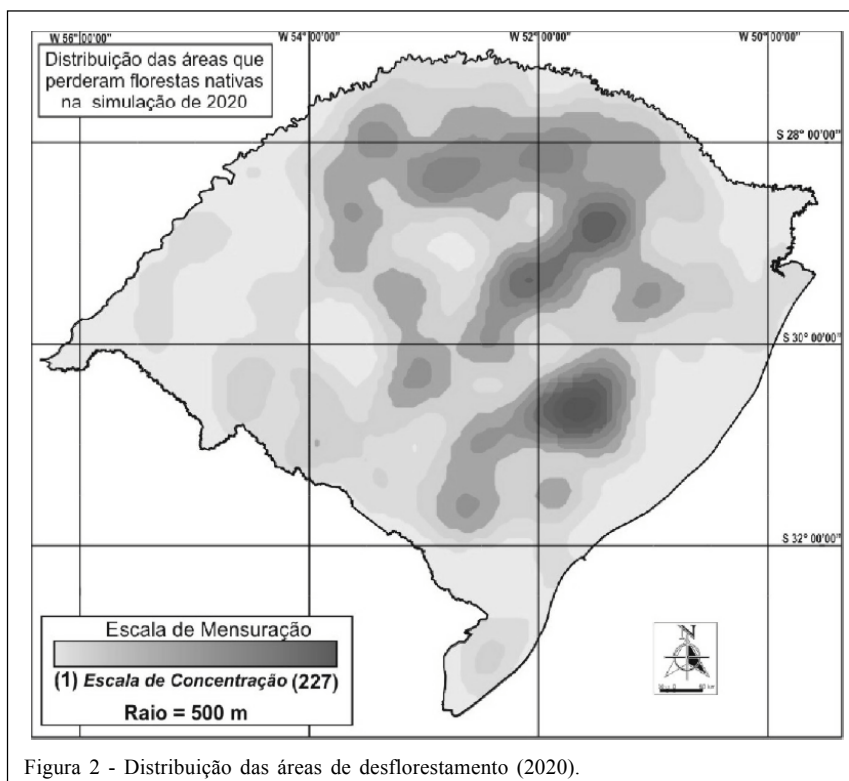 W 56°00'00"
W 54°00'00"
W 52°00'00"
W 50°00'00"
Distribuição das áreas que
perderam florestas nativas
na simulação de 2020
S 28° 00'00"
S 30° 00'00"
S 32° 00'00"
Escala de Mensuração
(1) Escala de Concentração (227)
Raio = 500 m
N
Figura 2 - Distribuição das áreas de desflorestamento (2020).